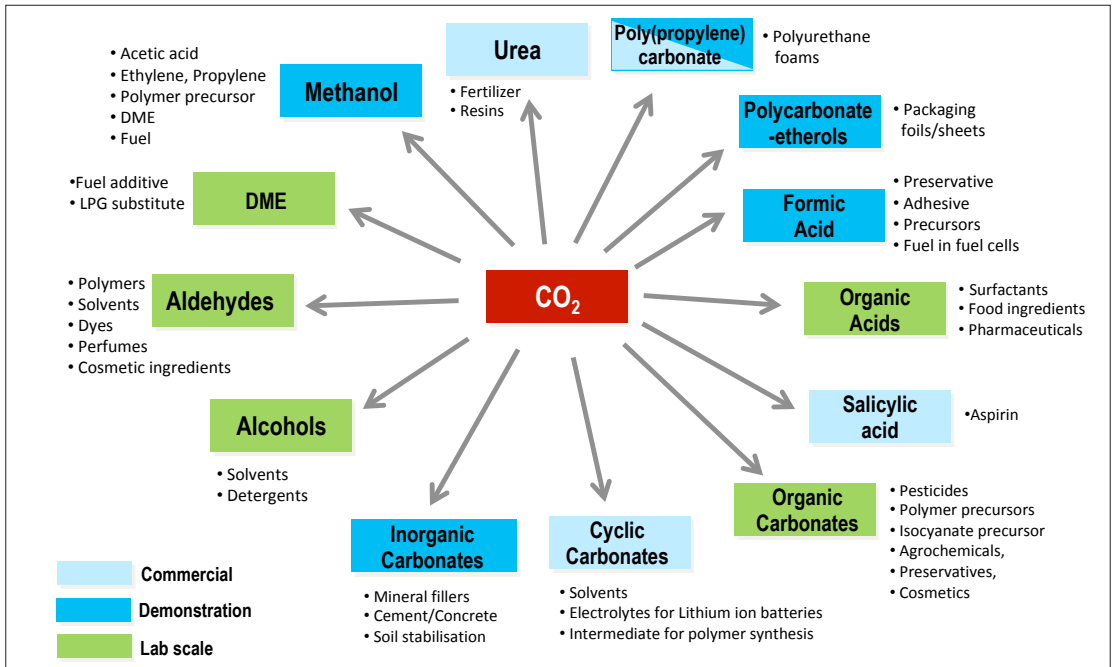 Urea
• Fertilizer
• Resins
Poly(propylene)
carbonate
• Polyurethane
foams
• Acetic acid
• Ethylene, Propylene
• Polymer precursor
• DME
• Fuel
Methanol
Polycarbonate
-etherols
• Packaging
foils/sheets
•Fuel additive
• LPG substitute
DME
Formic
Acid
• Preservative
• Adhesive
• Precursors
• Fuel in fuel cells
• Polymers
• Solvents
• Dyes
• Perfumes
• Cosmetic ingredients
Aldehydes
CO₂
Organic
Acids
• Surfactants
• Food ingredients
• Pharmaceuticals
Alcohols
• Solvents
• Detergents
Salicylic
acid
•Aspirin
Inorganic
Carbonates
• Mineral fillers
• Cement/Concrete
• Soil stabilisation
Cyclic
Carbonates
• Solvents
• Electrolytes for Lithium ion batteries
• Intermediate for polymer synthesis
Organic
Carbonates
• Pesticides
• Polymer precursors
• Isocyanate precursor
• Agrochemicals,
• Preservatives,
• Cosmetics
Commercial
Demonstration
Lab scale